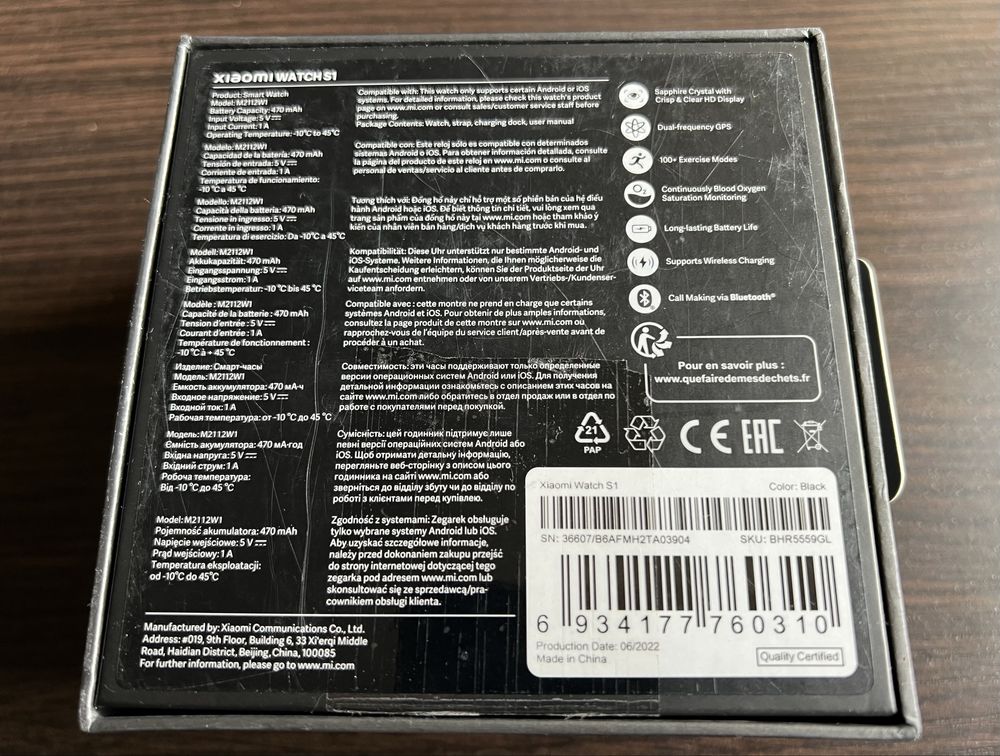 xiaomi WATCH S1
Product: Smart Watch
Model: M2112W1
Battery Capacity: 470 mAh
Input Voltage: 5 V⎓
Input Current: 1 A
Operating Temperature: -10°C to 45°C
Modelo: M2112W1
Capacidad de la batería: 470 mAh
Tensión de entrada: 5 V⎓
Corriente de entrada: 1 A
Temperatura de funcionamiento:
-10 °C a 45 °C
Modello: M2112W1
Capacità della batteria: 470 mAh
Tensione in ingresso: 5 V⎓
Corrente in ingresso: 1 A
Temperatura di esercizio: Da -10°C a 45 °C
Modell: M2112W1
Akkukapazität: 470 mAh
Eingangsspannung: 5 V⎓
Eingangsstrom: 1 A
Betriebstemperatur: -10 °C bis 45 °C
Modèle : M2112W1
Capacité de la batterie : 470 mAh
Tension d'entrée : 5 V⎓
Courant d'entrée : 1 A
Température de fonctionnement :
-10 °C à + 45 °C
Изделие: Смарт-часы
Модель: M2112W1
Емкость аккумулятора: 470 мА·ч
Входное напряжение: 5 V⎓
Входной ток: 1 A
Рабочая температура: от -10 °C до 45 °C
Модель: M2112W1
Ємність акумулятора: 470 мА·год
Вхідна напруга: 5 V⎓
Вхідний струм: 1 A
Робоча температура:
Від -10 °C до 45 °C
Model: M2112W1
Pojemność akumulatora: 470 mAh
Napięcie wejściowe: 5 V⎓
Prąd wejściowy: 1 A
Temperatura eksploatacji:
od -10°C do 45°C
Compatible with: This watch only supports certain Android or iOS
systems. For detailed information, please check this watch's product
page on www.mi.com or consult sales/customer service staff before
purchasing.
Package Contents: Watch, strap, charging dock, user manual
Compatible con: Este reloj sólo es compatible con determinados
sistemas Android o iOS. Para obtener información detallada, consulte
la página del producto de este reloj en www.mi.com o consulte al
personal de ventas/servicio al cliente antes de comprarlo.
Tương thích với: Đồng hồ này chỉ hỗ trợ một số phiên bản của hệ điều
hành Android hoặc iOS. Để biết thông tin chi tiết, vui lòng xem qua
trang sản phẩm của đồng hồ này tại www.mi.com hoặc tham khảo ý
kiến của nhân viên bán hàng/dịch vụ khách hàng trước khi mua.
Kompatibilität: Diese Uhr unterstützt nur bestimmte Android- und
iOS-Systeme. Weitere Informationen, die Ihnen möglicherweise die
Kaufentscheidung erleichtern, können Sie der Produktseite der Uhr
auf www.mi.com entnehmen oder von unserem Vertriebs-/Kundenser-
viceteam anfordern.
Compatible avec : cette montre ne prend en charge que certains
systèmes Android et iOS. Pour obtenir de plus amples informations,
consultez la page produit de cette montre sur www.mi.com ou
rapprochez-vous de l'équipe du service client/après-vente avant de
procéder à un achat.
Совместимость: эти часы поддерживают только определенные
версии операционных систем Android или iOS. Для получения
детальной информации ознакомьтесь с описанием этих часов на
сайте www.mi.com либо обратитесь в отдел продаж или в отдел по
работе с покупателями перед покупкой.
Сумісність: цей годинник підтримує лише
певні версії операційних систем Android або
iOS. Щоб отримати детальну інформацію,
перегляньте веб-сторінку з описом цього
годинника на сайті www.mi.com або
зверніться до відділу збуту чи до відділу по
роботі з клієнтами перед купівлею.
Zgodność z systemami: Zegarek obsługuje
tylko wybrane systemy Android lub iOS.
Aby uzyskać szczegółowe informacje,
należy przed dokonaniem zakupu przejść
do strony internetowej dotyczącej tego
zegarka pod adresem www.mi.com lub
skonsultować się ze sprzedawcą/pra-
cownikiem obsługi klienta.
Sapphire Crystal with
Crisp & Clear HD Display
Dual-frequency GPS
100+ Exercise Modes
O₂
Continuously Blood Oxygen
Saturation Monitoring
Long-lasting Battery Life
Supports Wireless Charging
Call Making via Bluetooth®
Pour en savoir plus :
www.quefairedemesdechets.fr
21
PAP
CE EAC
Xiaomi Watch S1 Color: Black
SN: 36607/B6AFMH2TA03904 SKU: BHR5559GL
6 934177 760310
Production Date: 06/2022
Made in China
Quality Certified
Manufactured by: Xiaomi Communications Co., Ltd.
Address: #019, 9th Floor, Building 6, 33 Xi'erqi Middle
Road, Haidian District, Beijing, China, 100085
For further information, please go to www.mi.com